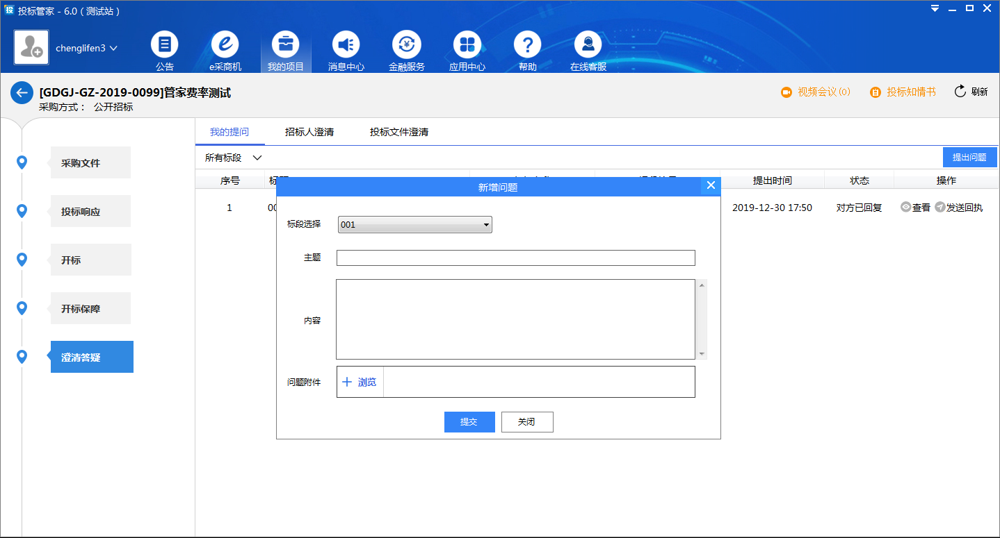 投 投标管家 - 6.0（测试站）
chenglifen3
公告 e采商机 我的项目 消息中心 金融服务 应用中心 帮助 在线客服
[GDGJ-GZ-2019-0099]管家费率测试
采购方式： 公开招标
视频会议(0) 投标知情书 刷新
我的提问 招标人澄清 投标文件澄清
所有标段 提出问题
序号 提出时间 状态 操作
1 00 2019-12-30 17:50 对方已回复 查看 发送回执
采购文件
投标响应
开标
开标保障
澄清答疑
新增问题
标段选择 001
主题
内容
问题附件 浏览
提交 关闭